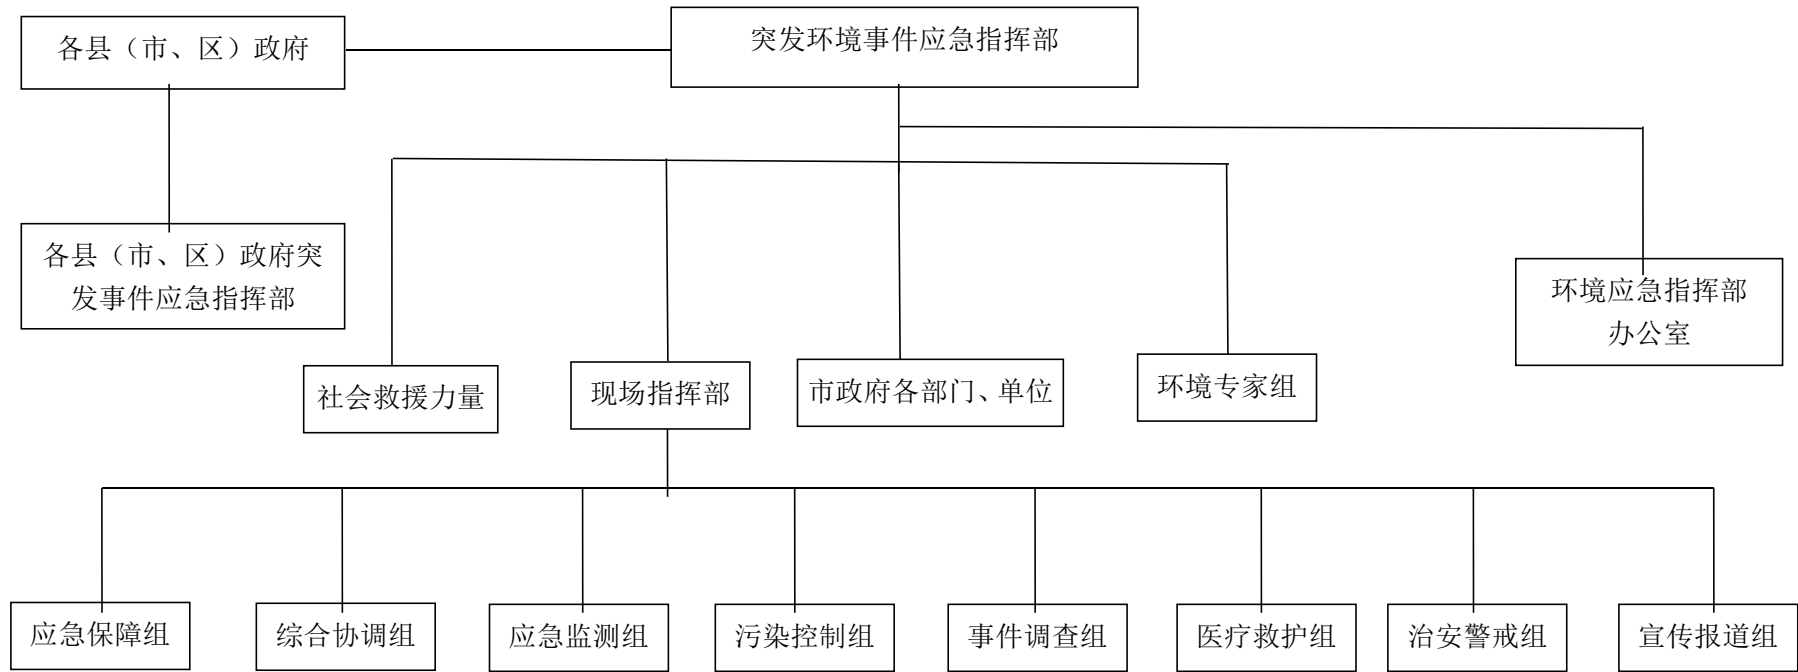 各县（市、区）政府
突发环境事件应急指挥部
各县（市、区）政府突
发事件应急指挥部
环境应急指挥部
办公室
社会救援力量
现场指挥部
市政府各部门、单位
环境专家组
应急保障组
综合协调组
应急监测组
污染控制组
事件调查组
医疗救护组
治安警戒组
宣传报道组